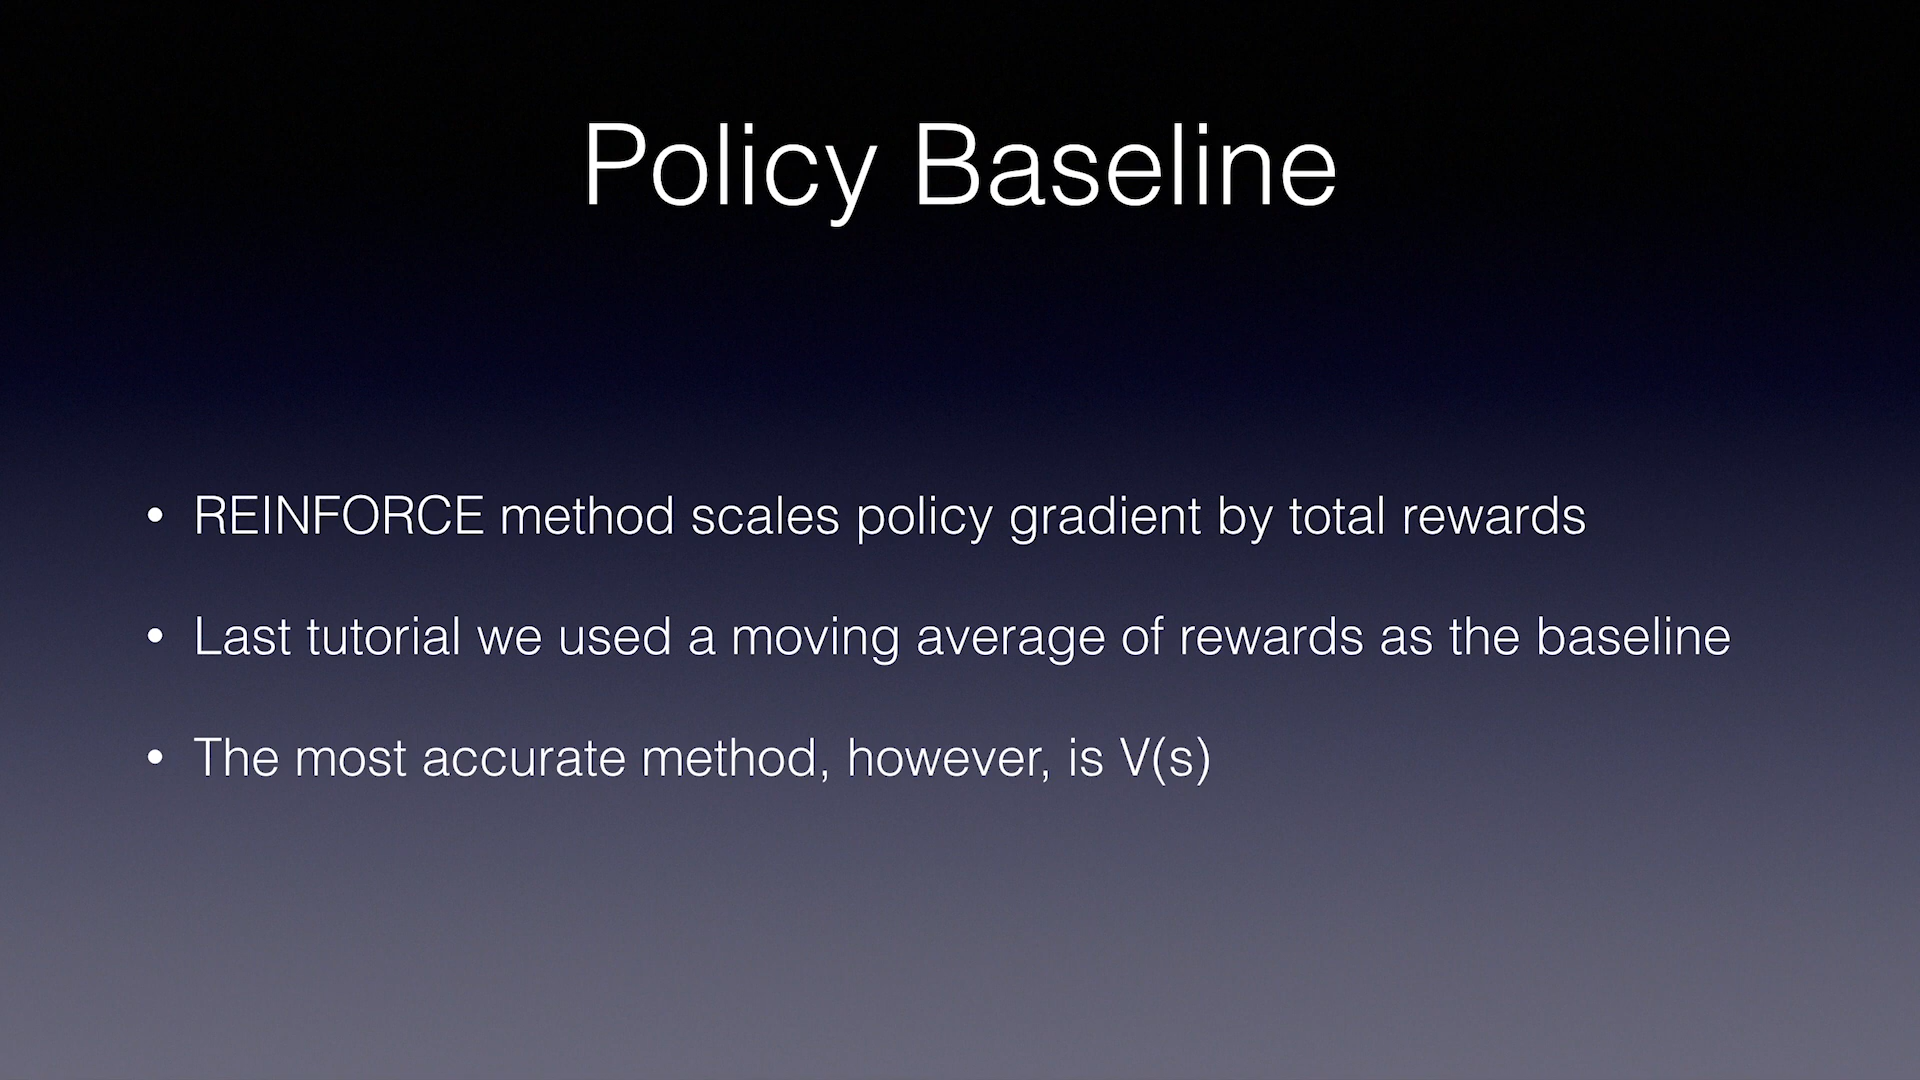 Policy Baseline
• REINFORCE method scales policy gradient by total rewards
• Last tutorial we used a moving average of rewards as the baseline
• The most accurate method, however, is V(s)